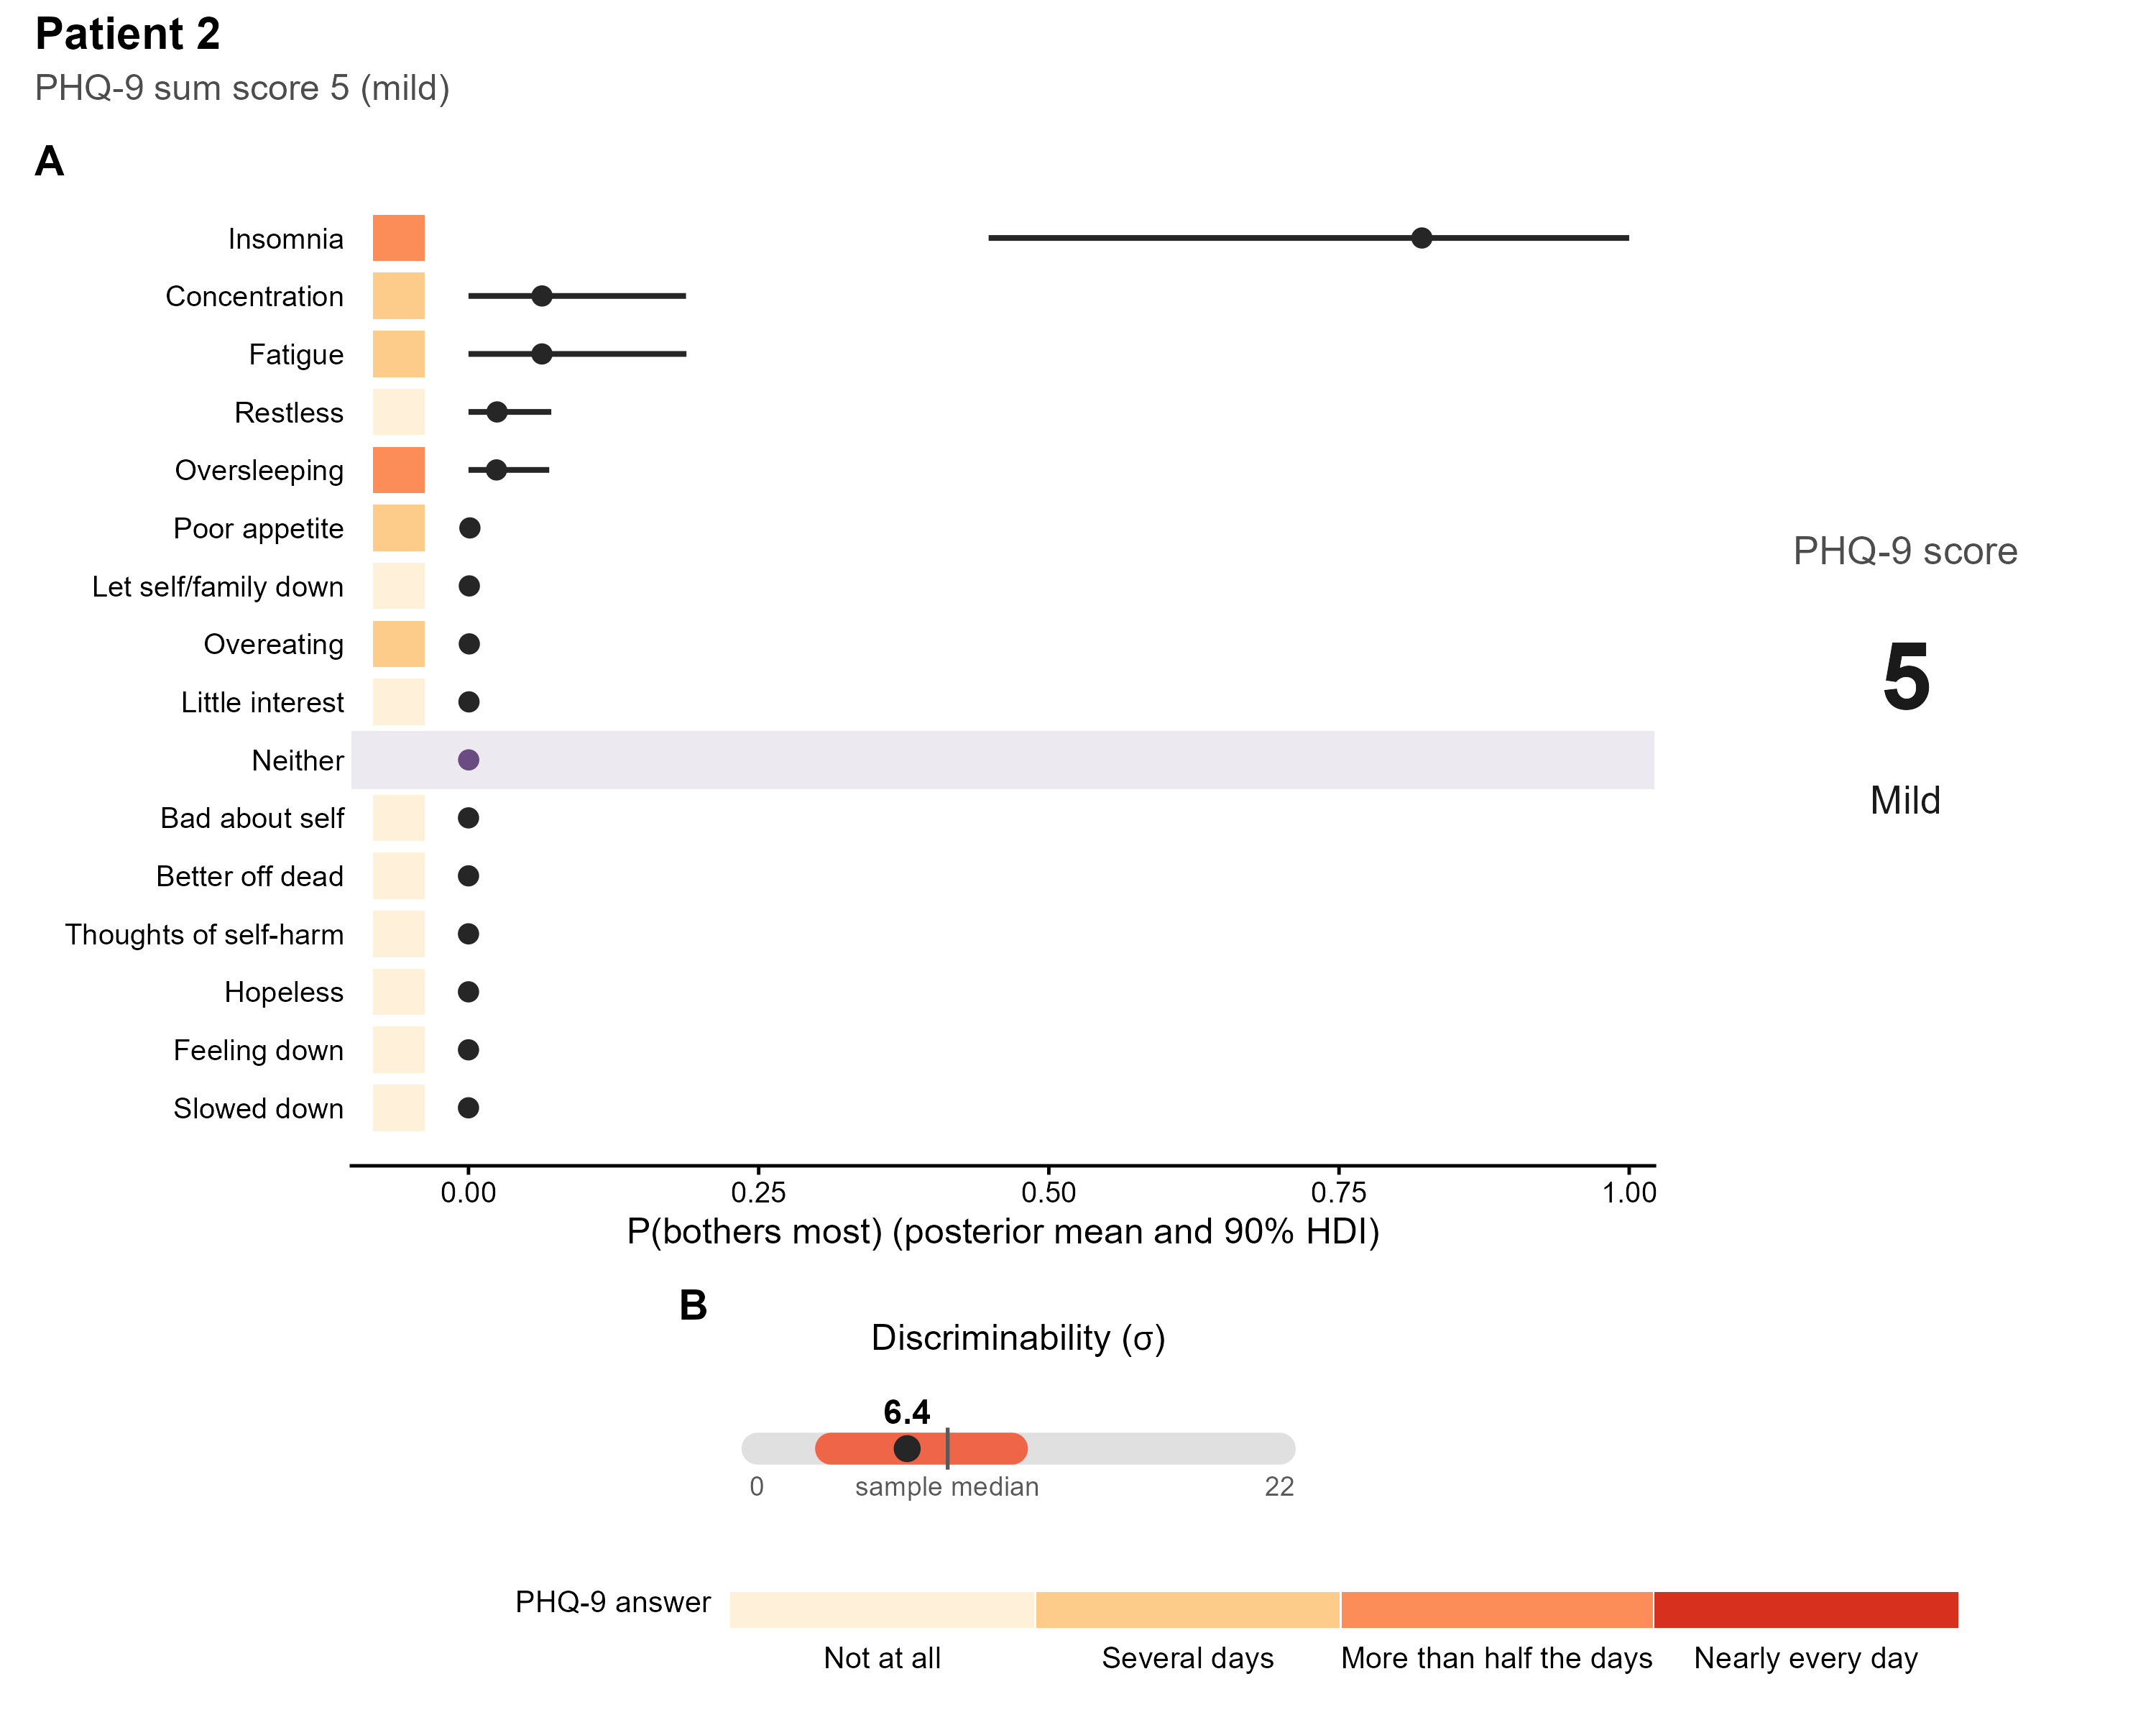 Patient 2
PHQ-9 sum score 5 (mild)
A
Insomnia
Concentration
Fatigue
Restless
Oversleeping
Poor appetite
Let self/family down
Overeating
Little interest
Neither
Bad about self
Better off dead
Thoughts of self-harm
Hopeless
Feeling down
Slowed down
0.00 0.25 0.50 0.75 1.00
P(bothers most) (posterior mean and 90% HDI)
PHQ-9 score
5
Mild
B
Discriminability (σ)
6.4
0 sample median 22
PHQ-9 answer
Not at all Several days More than half the days Nearly every day